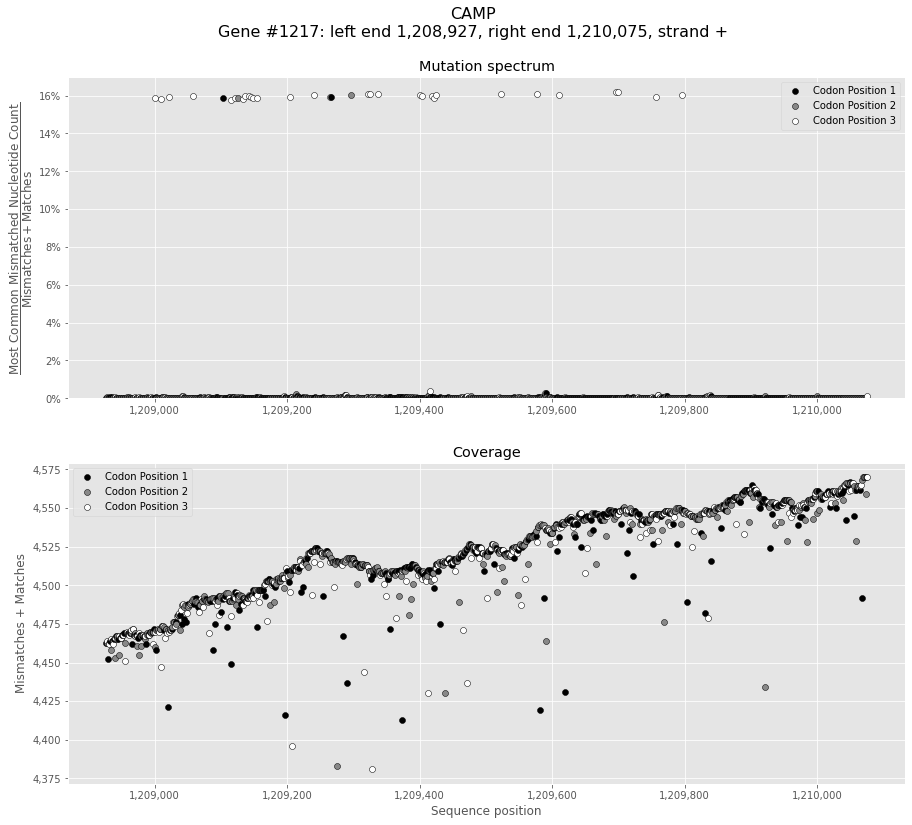 CAMP
Gene #1217: left end 1,208,927, right end 1,210,075, strand +
Mutation spectrum
Most Common Mismatched Nucleotide Count
Mismatches + Matches
16%
14%
12%
10%
8%
6%
4%
2%
0%
Codon Position 1
Codon Position 2
Codon Position 3
1,209,000 1,209,200 1,209,400 1,209,600 1,209,800 1,210,000
Coverage
Mismatches + Matches
4,575
4,550
4,525
4,500
4,475
4,450
4,425
4,400
4,375
Codon Position 1
Codon Position 2
Codon Position 3
1,209,000 1,209,200 1,209,400 1,209,600 1,209,800 1,210,000
Sequence position